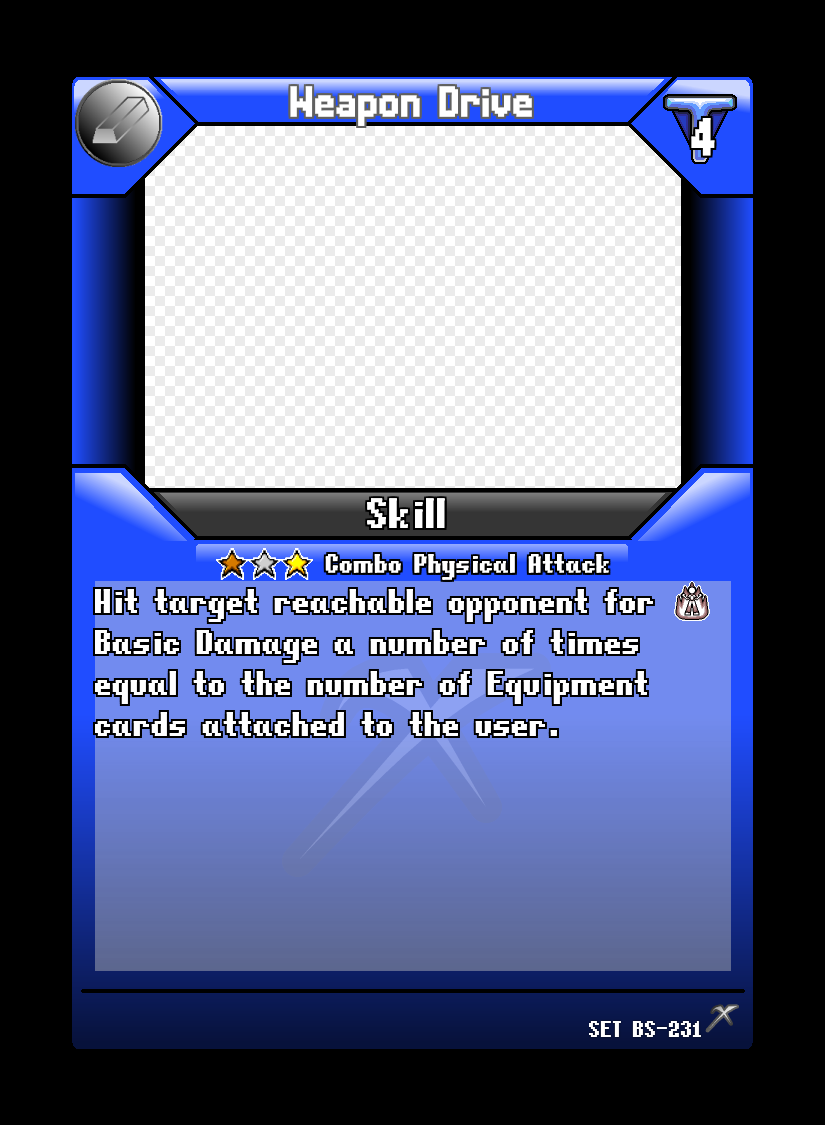 Weapon Drive
4
Skill
Combo Physical Attack
Hit target reachable opponent for
Basic Damage a number of times
equal to the number of Equipment
cards attached to the user.
SET BS-231